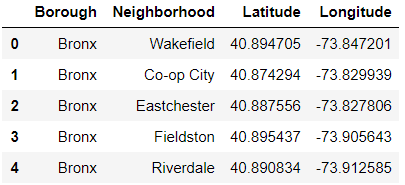 Borough Neighborhood Latitude Longitude
0 Bronx Wakefield 40.894705 -73.847201
1 Bronx Co-op City 40.874294 -73.829939
2 Bronx Eastchester 40.887556 -73.827806
3 Bronx Fieldston 40.895437 -73.905643
4 Bronx Riverdale 40.890834 -73.912585